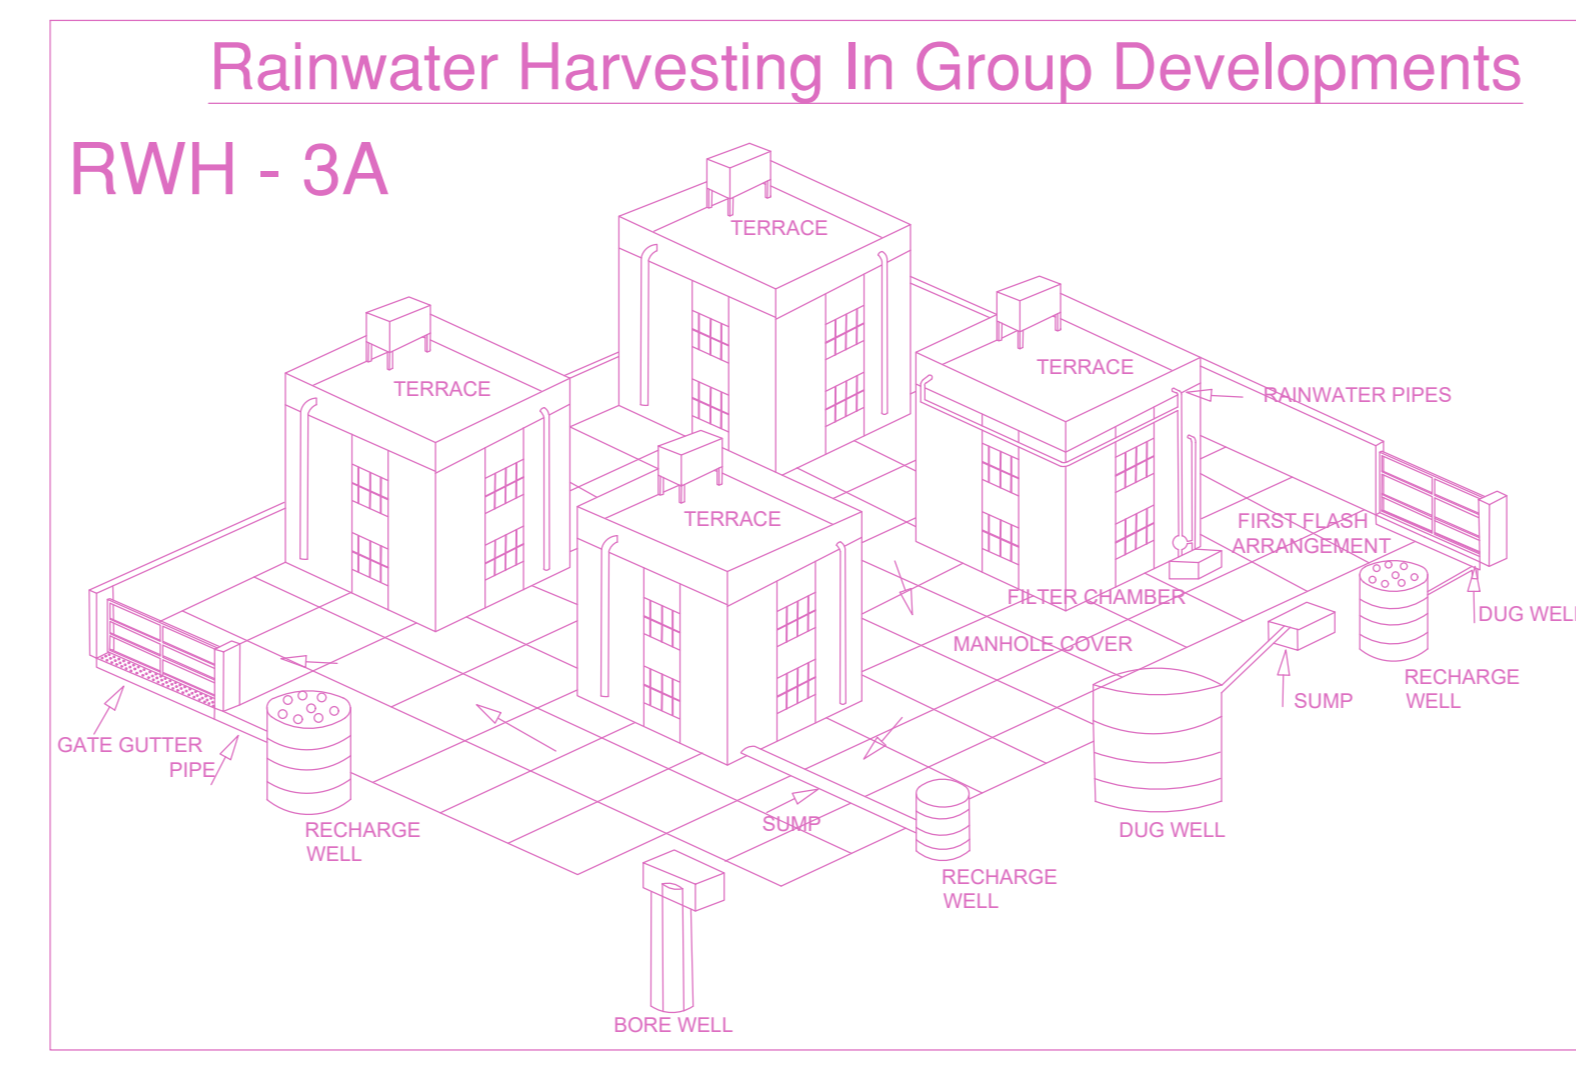 Rainwater Harvesting In Group Developments
RWH - 3A
TERRACE
TERRACE
TERRACE
RAINWATER PIPES
TERRACE
FIRST FLASH
ARRANGEMENT
FILTER CHAMBER
DUG WELL
MANHOLE COVER
RECHARGE
WELL
SUMP
GATE GUTTER
PIPE
SUMP
RECHARGE
WELL
DUG WELL
RECHARGE
WELL
BORE WELL